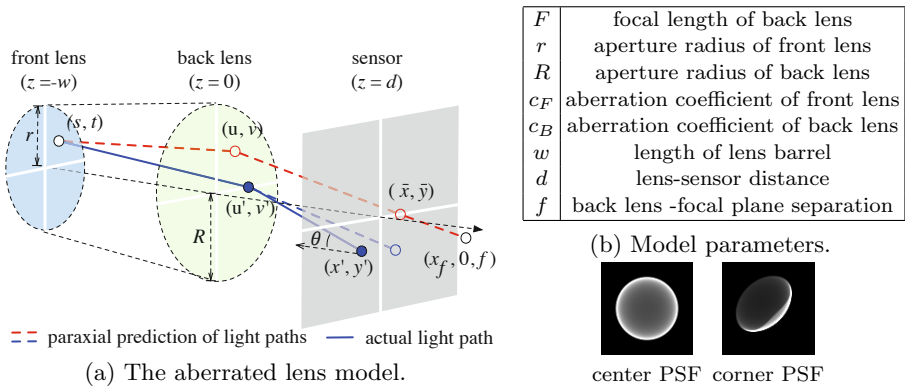 front lens
(z=-w)
back lens
(z=0)
sensor
(z=d)
r
(s, t)
(u, v)
(u', v')
R
θ
(x̄, ȳ)
(x', y')
(x_f, 0, f)
paraxial prediction of light paths
actual light path
(a) The aberrated lens model.
F focal length of back lens
r aperture radius of front lens
R aperture radius of back lens
c_F aberration coefficient of front lens
c_B aberration coefficient of back lens
w length of lens barrel
d lens-sensor distance
f back lens -focal plane separation
(b) Model parameters.
center PSF corner PSF